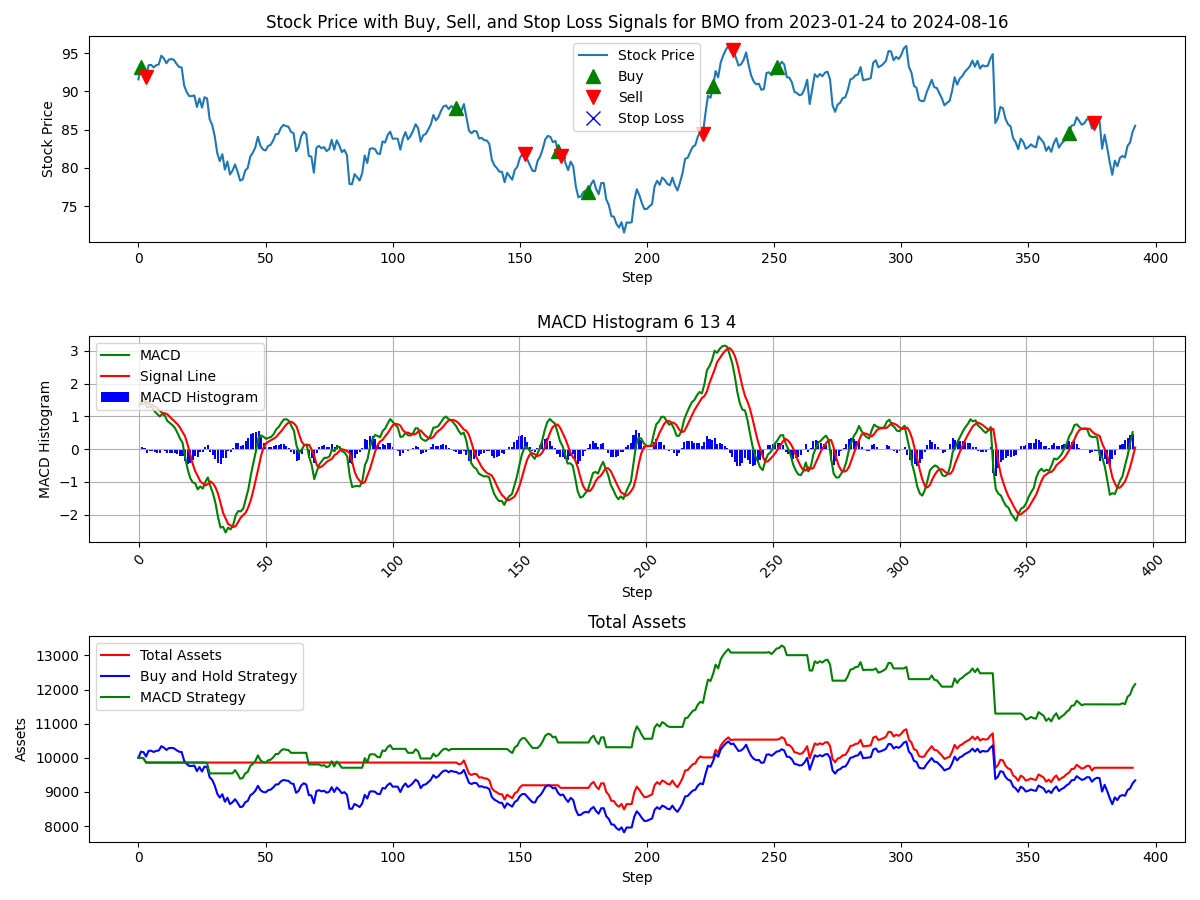 Stock Price with Buy, Sell, and Stop Loss Signals for BMO from 2023-01-24 to 2024-08-16
Stock Price
95
90
85
80
75
Stock Price
Buy
Sell
Stop Loss
0 50 100 150 200 250 300 350 400
Step
MACD Histogram 6 13 4
MACD Histogram
3
2
1
0
−1
−2
MACD
Signal Line
MACD Histogram
0 50 100 150 200 250 300 350 400
Step
Total Assets
Assets
13000
12000
11000
10000
9000
8000
Total Assets
Buy and Hold Strategy
MACD Strategy
0 50 100 150 200 250 300 350 400
Step